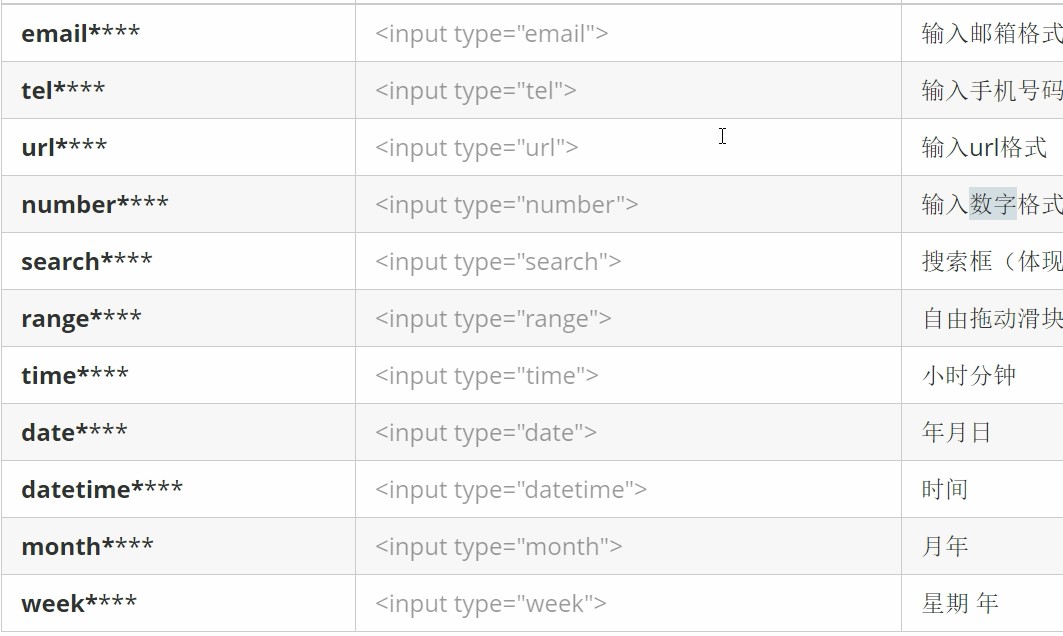 email***** <input type="email"> 输入邮箱格式
tel***** <input type="tel"> 输入手机号码
url***** <input type="url"> 输入url格式
number***** <input type="number"> 输入数字格式
search***** <input type="search"> 搜索框（体现
range***** <input type="range"> 自由拖动滑块
time***** <input type="time"> 小时分钟
date***** <input type="date"> 年月日
datetime***** <input type="datetime"> 时间
month***** <input type="month"> 月年
week***** <input type="week"> 星期 年